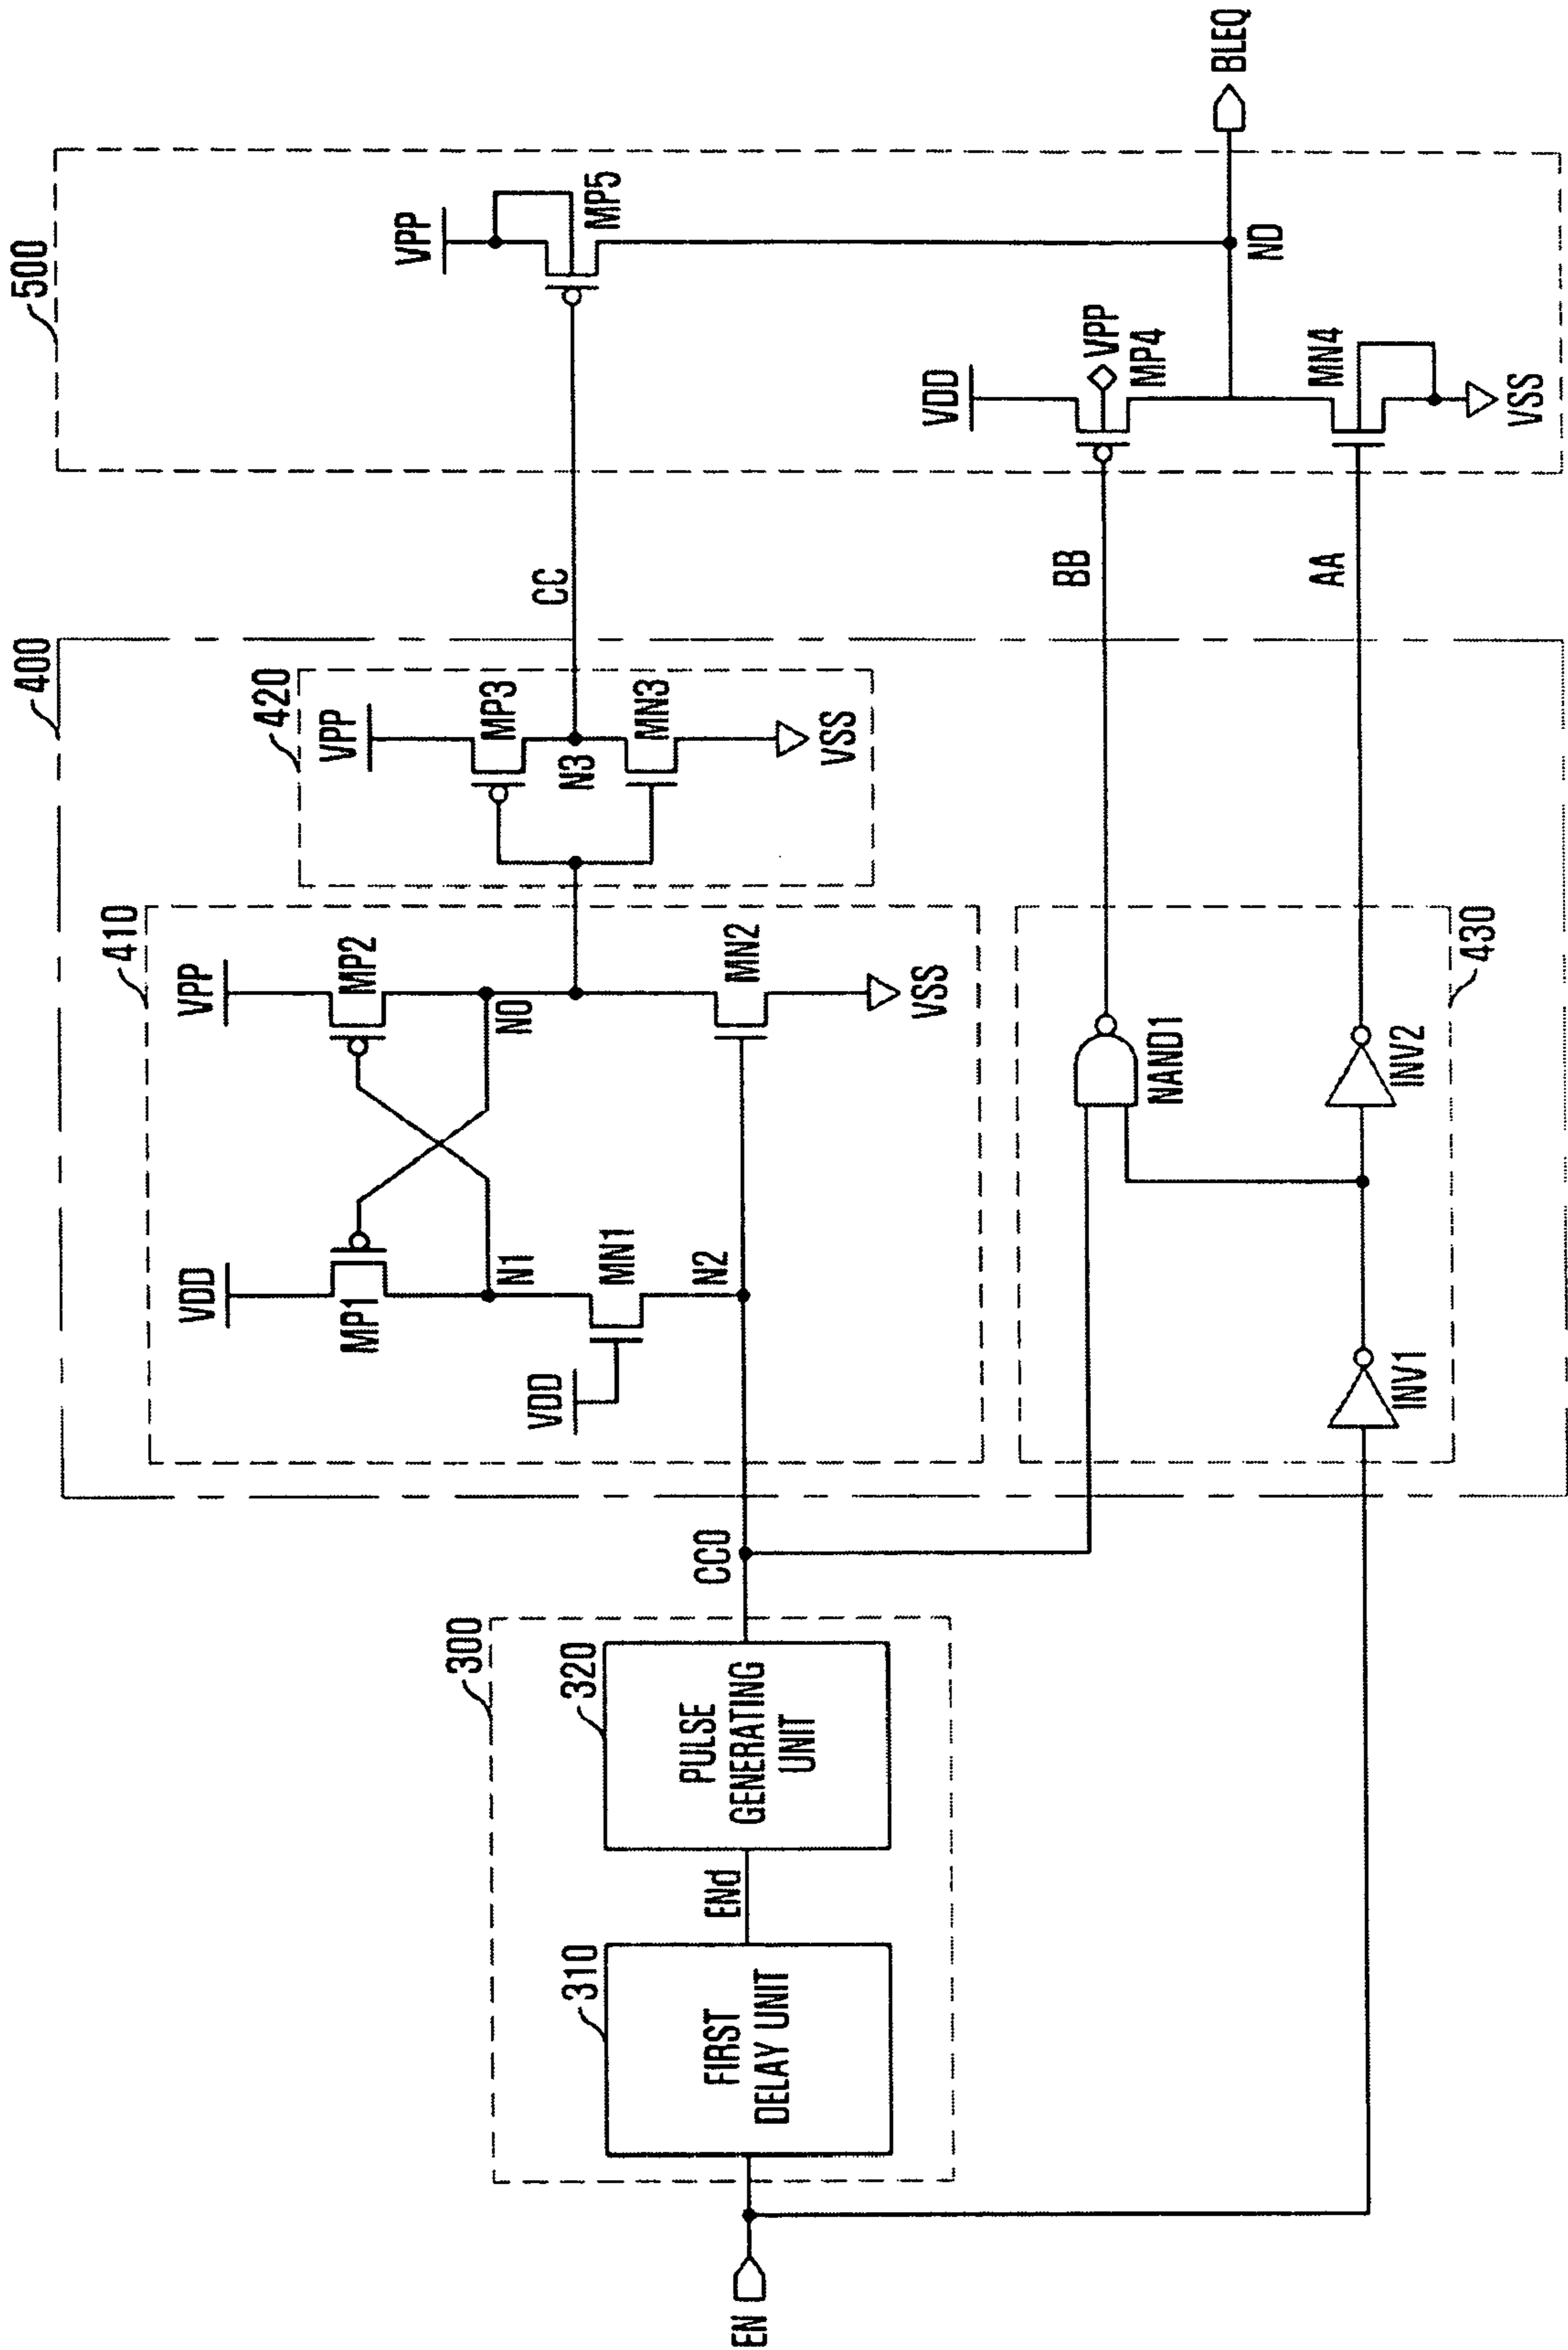 EN
300
310
FIRST
DELAY UNIT
ENd
320
PULSE
GENERATING
UNIT
CC0
400
410
VDD
MP1
VPP
MP2
N0
N1
VDD
MN1
N2
MN2
VSS
420
VPP
MP3
N3
MN3
VSS
430
NAND1
INV1
INV2
CC
BB
AA
500
VPP
MP5
VDD
VPP
MP4
MN4
VSS
ND
BLEQ